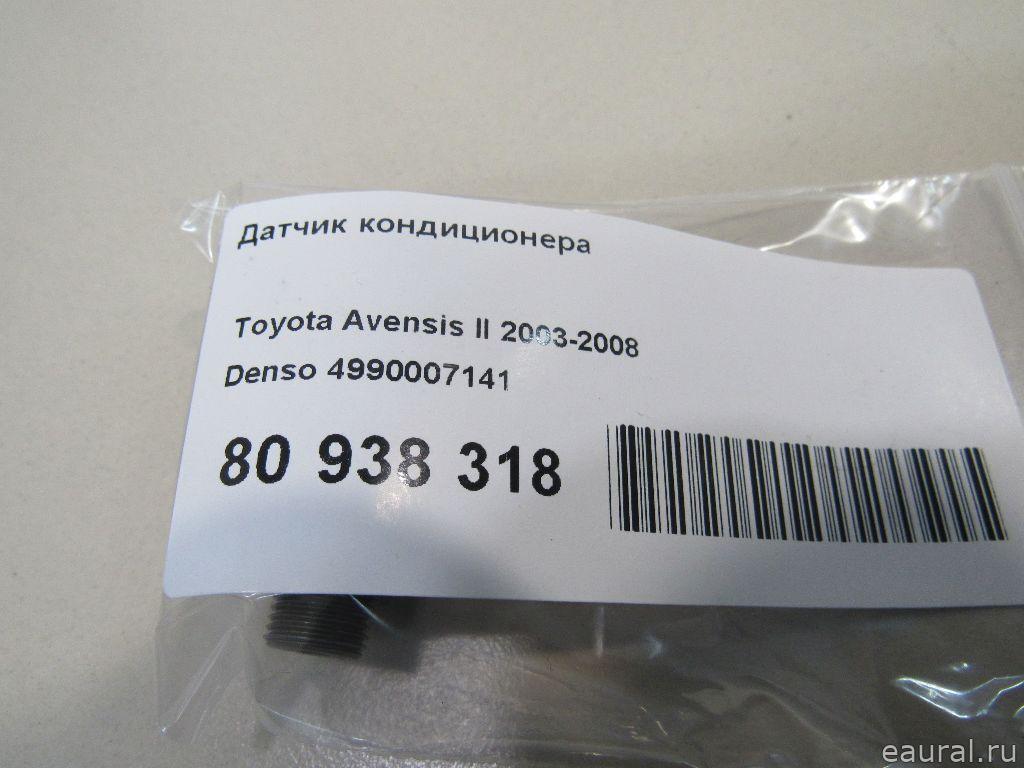 Датчик кондиционера
Toyota Avensis II 2003-2008
Denso 4990007141
80 938 318
eaural.ru